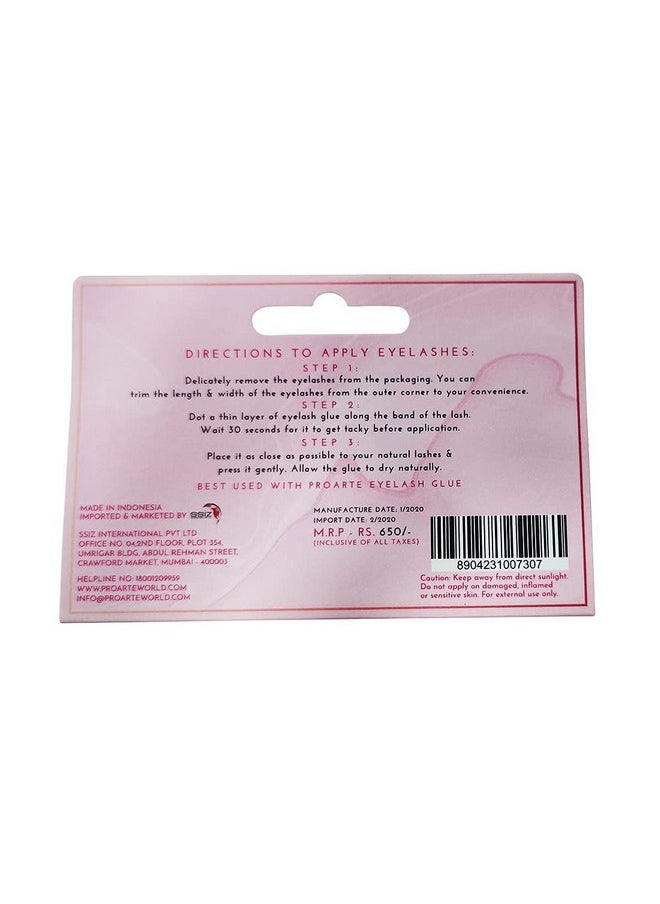 DIRECTIONS TO APPLY EYELASHES:
STEP 1:
Delicately remove the eyelashes from the packaging. You can
trim the length & width of the eyelashes from the outer corner to your convenience.
STEP 2:
Dot a thin layer of eyelash glue along the band of the lash.
Wait 30 seconds for it to get tacky before application.
STEP 3:
Place it as close as possible to your natural lashes &
press it gently. Allow the glue to dry naturally.
BEST USED WITH PROARTE EYELASH GLUE
MADE IN INDONESIA
IMPORTED & MARKETED BY SSIZ
SSIZ INTERNATIONAL PVT LTD
OFFICE NO. 04,2ND FLOOR, PLOT 354,
UMRIGAR BLDG, ABDUL REHMAN STREET,
CRAWFORD MARKET, MUMBAI - 400003
HELPLINE NO: 18001209959
WWW.PROARTEWORLD.COM
INFO@PROARTEWORLD.COM
MANUFACTURE DATE: 1/2020
IMPORT DATE: 2/2020
M.R.P - RS. 650/-
(INCLUSIVE OF ALL TAXES)
8904231007307
Caution: Keep away from direct sunlight.
Do not apply on damaged, inflamed
or sensitive skin. For external use only.